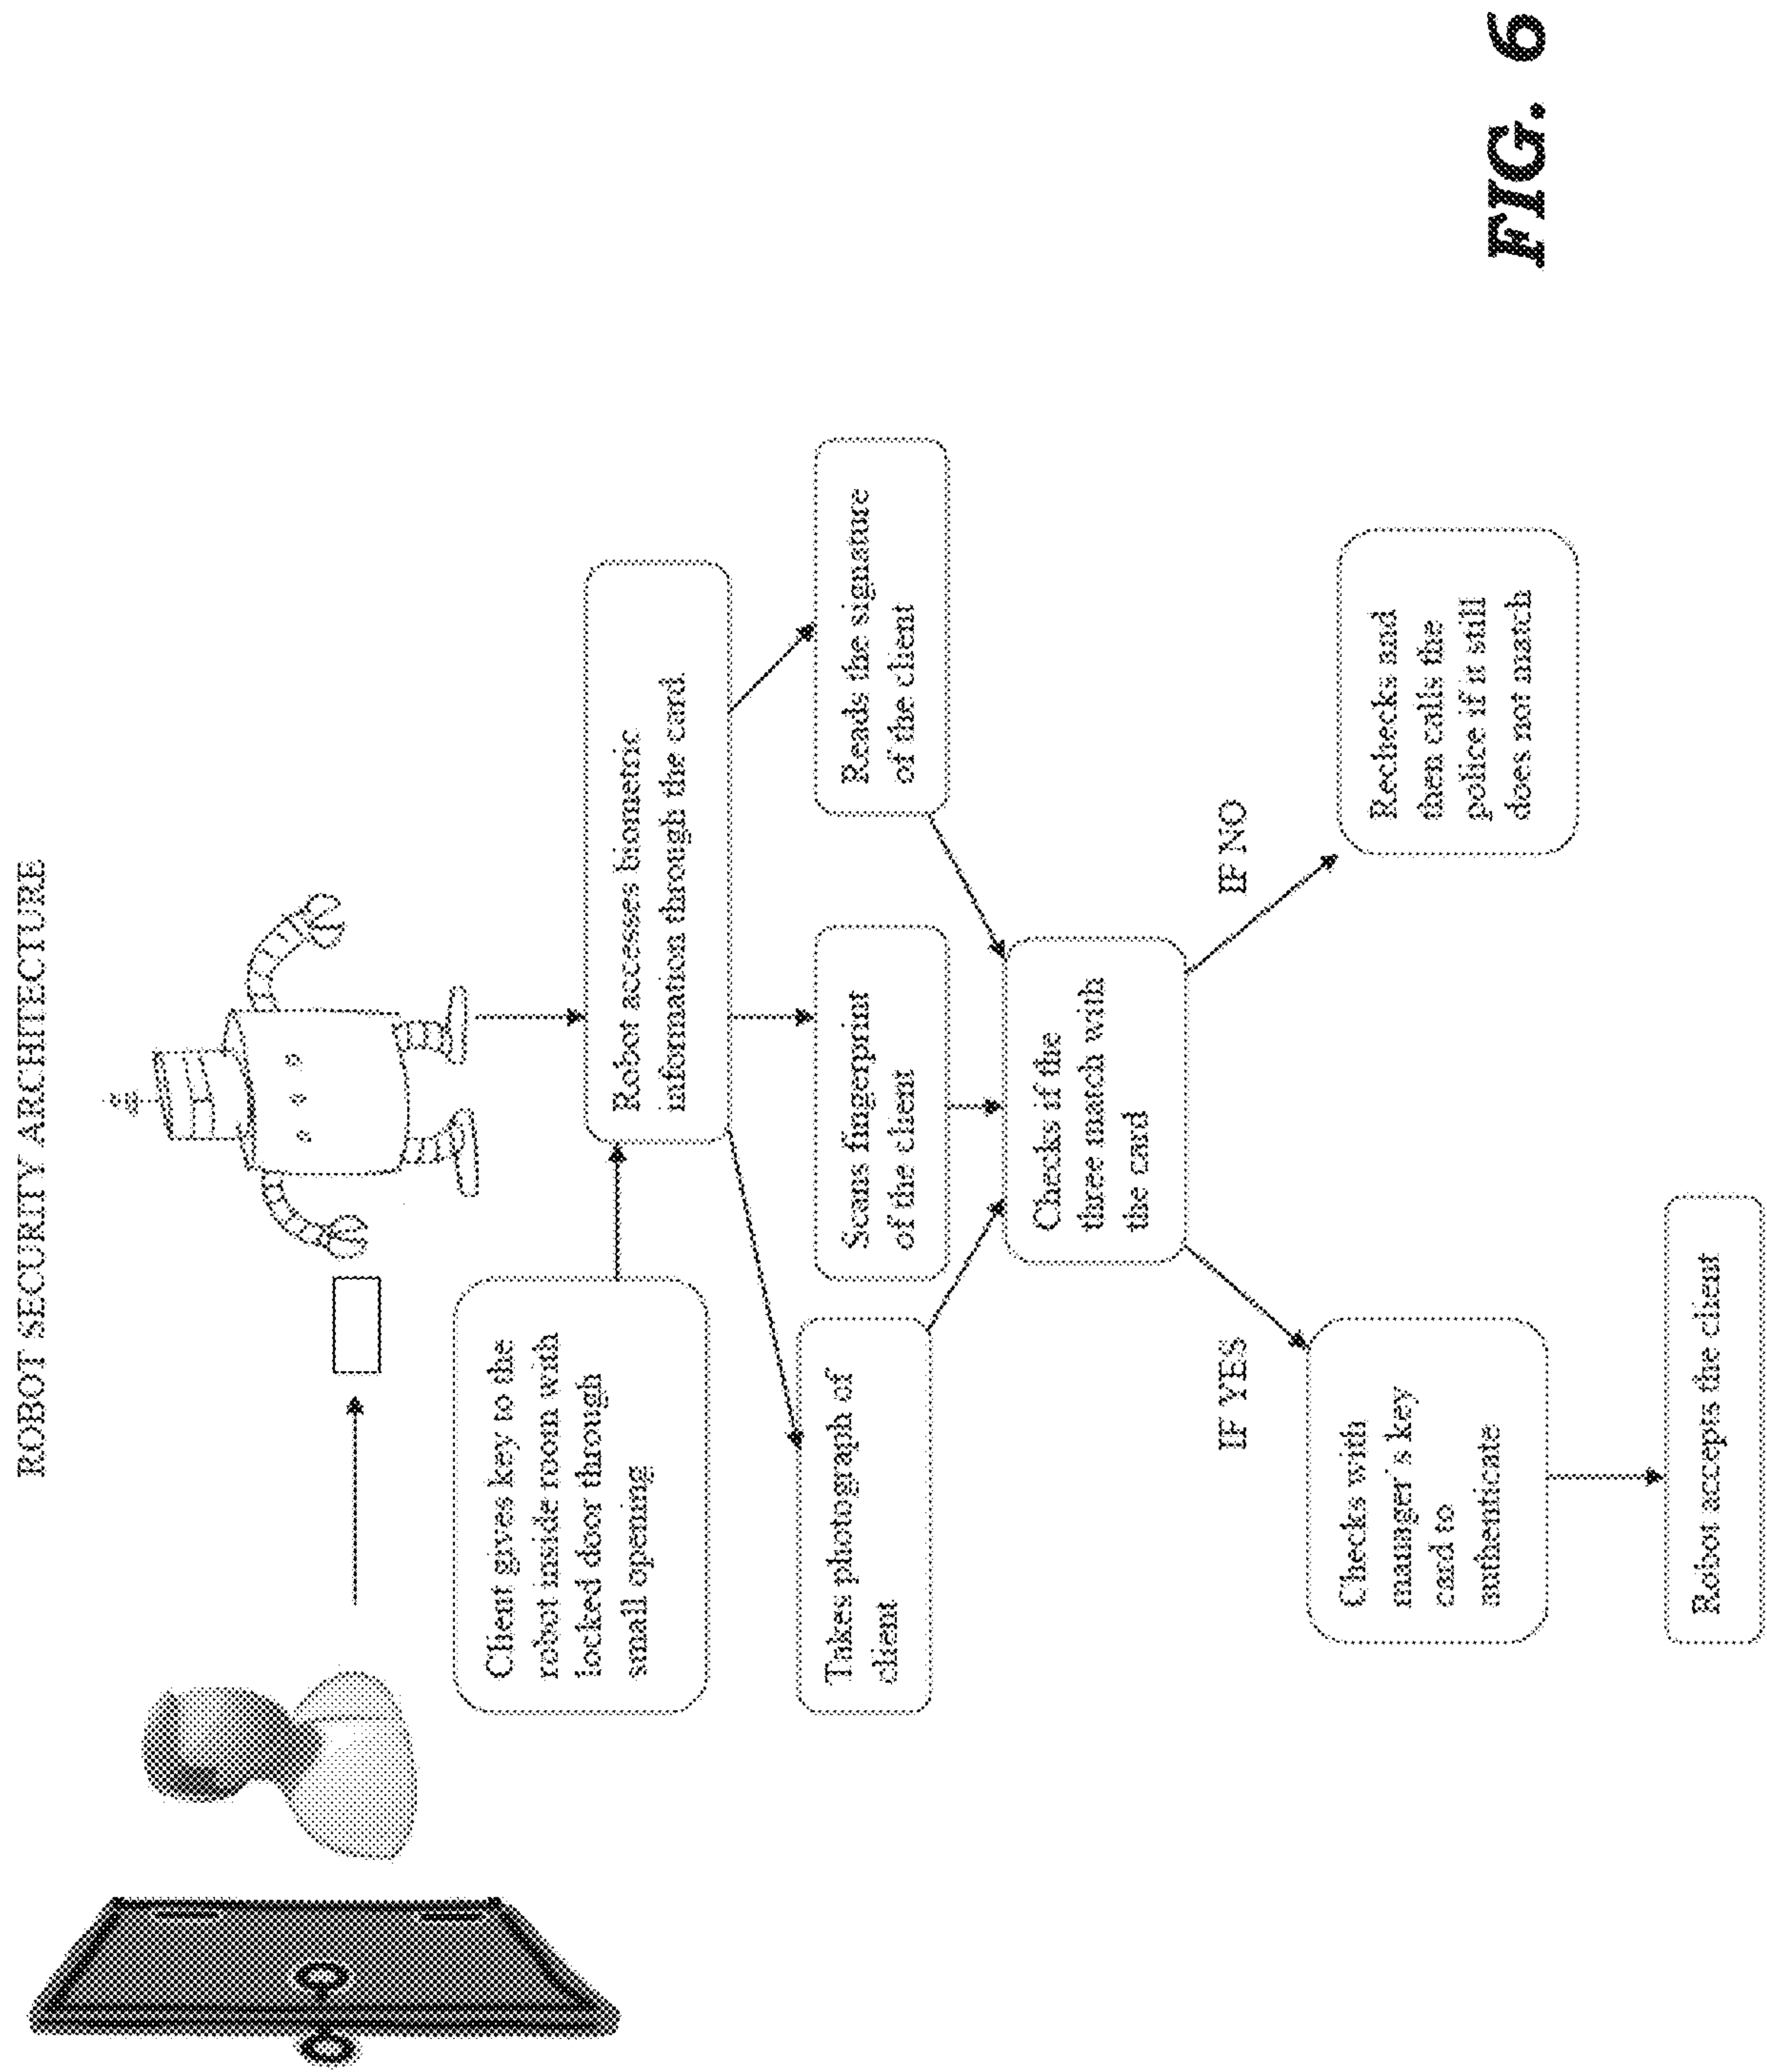 ROBOT SECURITY ARCHITECTURE
Client gives key to the
robot inside room with
locked door through
small opening
Robot accesses biometric
information through the card.
Takes photograph of
client
Scans fingerprint
of the client
Reads the signature
of the client
Checks if the
three match with
the card
IF YES
IF NO
Checks with
manager's key
card to
authenticate
Rechecks and
then calls the
police if it still
does not match
Robot accepts the client
FIG. 6